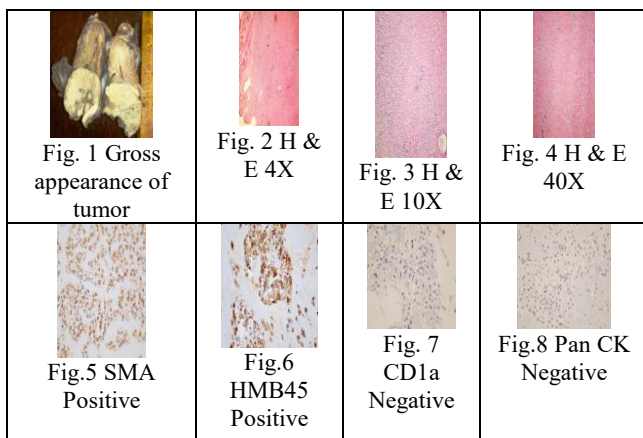 Fig. 1 Gross
appearance of
tumor
Fig. 2 H &
E 4X
Fig. 3 H &
E 10X
Fig. 4 H & E
40X
Fig.5 SMA
Positive
Fig.6
HMB45
Positive
Fig. 7
CD1a
Negative
Fig.8 Pan CK
Negative